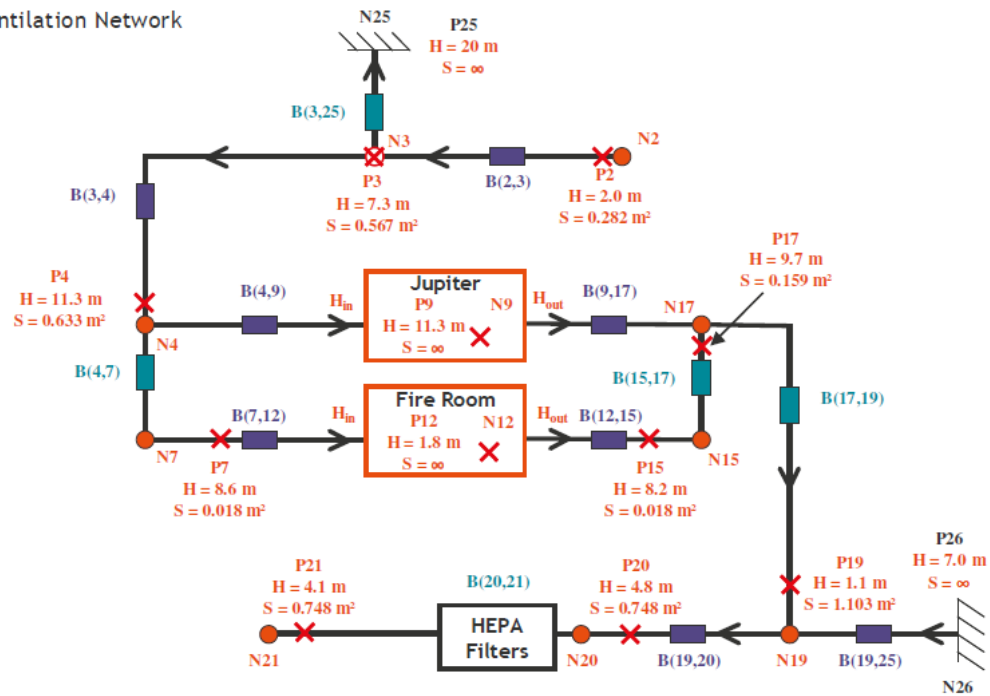 ntilation Network
N25
P25
H = 20 m
S = ∞
B(3,25)
N3
N2
B(2,3)
P3
H = 7.3 m
S = 0.567 m²
P2
H = 2.0 m
S = 0.282 m²
B(3,4)
P17
H = 9.7 m
S = 0.159 m²
P4
H = 11.3 m
S = 0.633 m²
N4
B(4,9)
H_in
Jupiter
P9
N9
H = 11.3 m
S = ∞
H_out
B(9,17)
N17
B(4,7)
B(15,17)
B(17,19)
N7
B(7,12)
H_in
Fire Room
P12
N12
H = 1.8 m
S = ∞
H_out
B(12,15)
N15
P7
H = 8.6 m
S = 0.018 m²
P15
H = 8.2 m
S = 0.018 m²
P21
H = 4.1 m
S = 0.748 m²
B(20,21)
P20
H = 4.8 m
S = 0.748 m²
P19
H = 1.1 m
S = 1.103 m²
P26
H = 7.0 m
S = ∞
N21
HEPA
Filters
N20
B(19,20)
N19
B(19,25)
N26